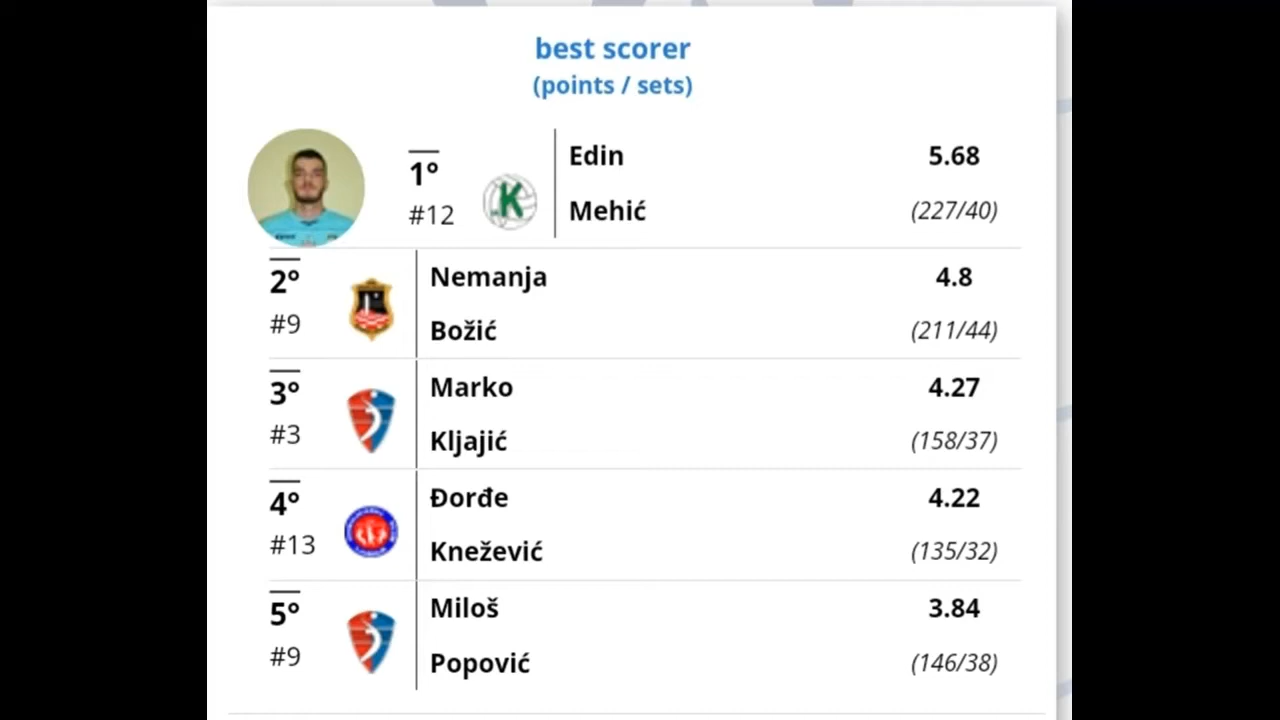 best scorer
(points / sets)
1°
#12
K
Edin
Mehić
5.68
(227/40)
2°
#9
Nemanja
Božić
4.8
(211/44)
3°
#3
Marko
Kljajić
4.27
(158/37)
4°
#13
Đorđe
Knežević
4.22
(135/32)
5°
#9
Miloš
Popović
3.84
(146/38)